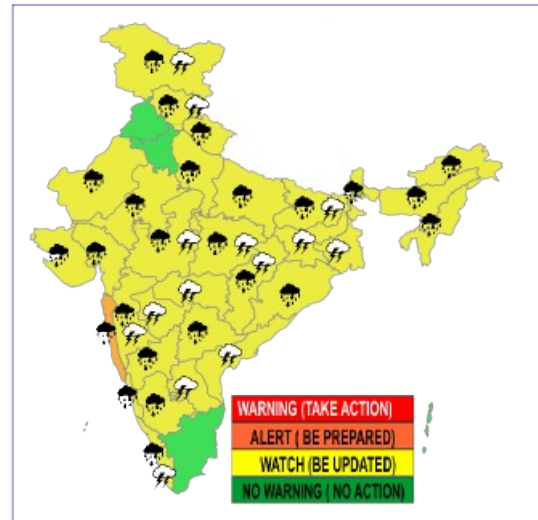 WARNING (TAKE ACTION)
ALERT ( BE PREPARED)
WATCH (BE UPDATED)
NO WARNING ( NO ACTION)